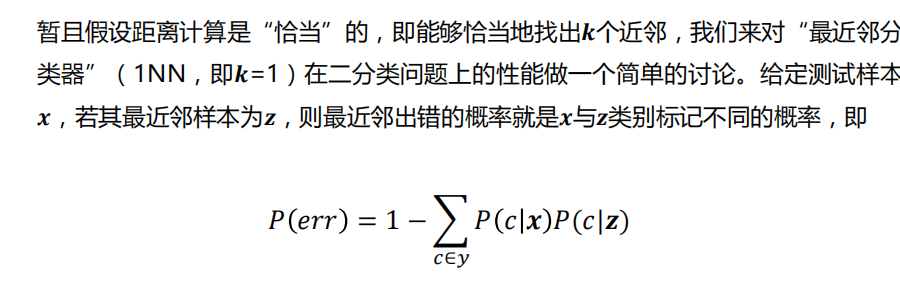 暂且假设距离计算是“恰当”的，即能够恰当地找出k个近邻，我们来对“最近邻分
类器”（1NN，即k=1）在二分类问题上的性能做一个简单的讨论。给定测试样本
x，若其最近邻样本为z，则最近邻出错的概率就是x与z类别标记不同的概率，即
P(err) = 1 − ∑_{c∈y} P(c|x)P(c|z)